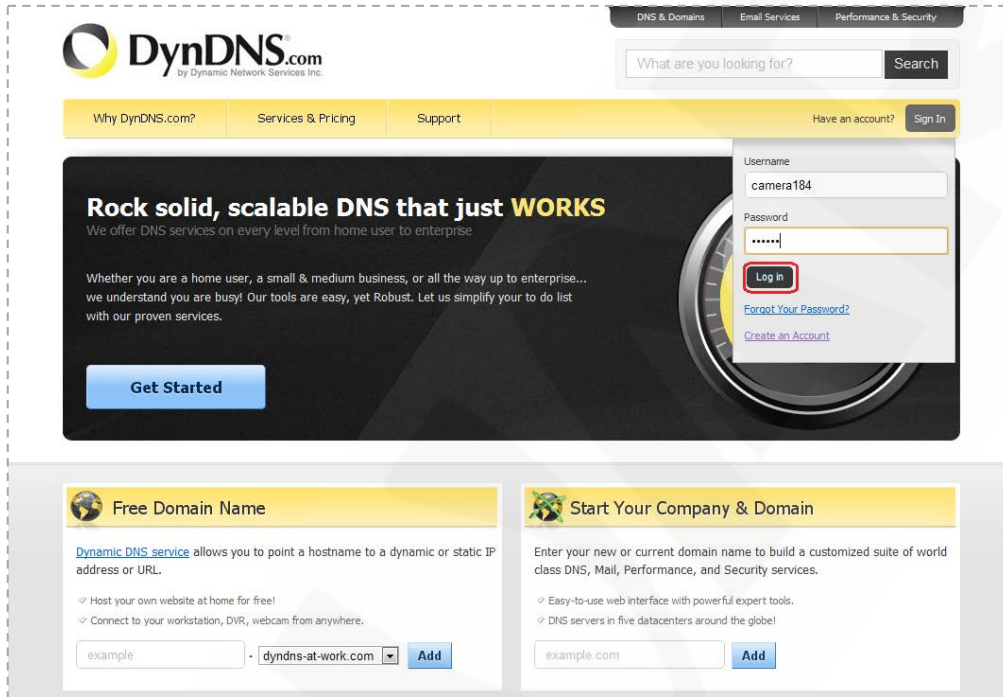 DNS & Domains Email Services Performance & Security
DynDNS.com
by Dynamic Network Services Inc.
What are you looking for? Search
Why DynDNS.com? Services & Pricing Support Have an account? Sign In
Username
camera184
Password
••••••
Log in
Forgot Your Password?
Create an Account
Rock solid, scalable DNS that just WORKS
We offer DNS services on every level from home user to enterprise
Whether you are a home user, a small & medium business, or all the way up to enterprise...
we understand you are busy! Our tools are easy, yet Robust. Let us simplify your to do list
with our proven services.
Get Started
Free Domain Name
Dynamic DNS service allows you to point a hostname to a dynamic or static IP
address or URL.
Host your own website at home for free!
Connect to your workstation, DVR, webcam from anywhere.
example . dyndns-at-work.com Add
Start Your Company & Domain
Enter your new or current domain name to build a customized suite of world
class DNS, Mail, Performance, and Security services.
Easy-to-use web interface with powerful expert tools.
DNS servers in five datacenters around the globe!
example.com Add